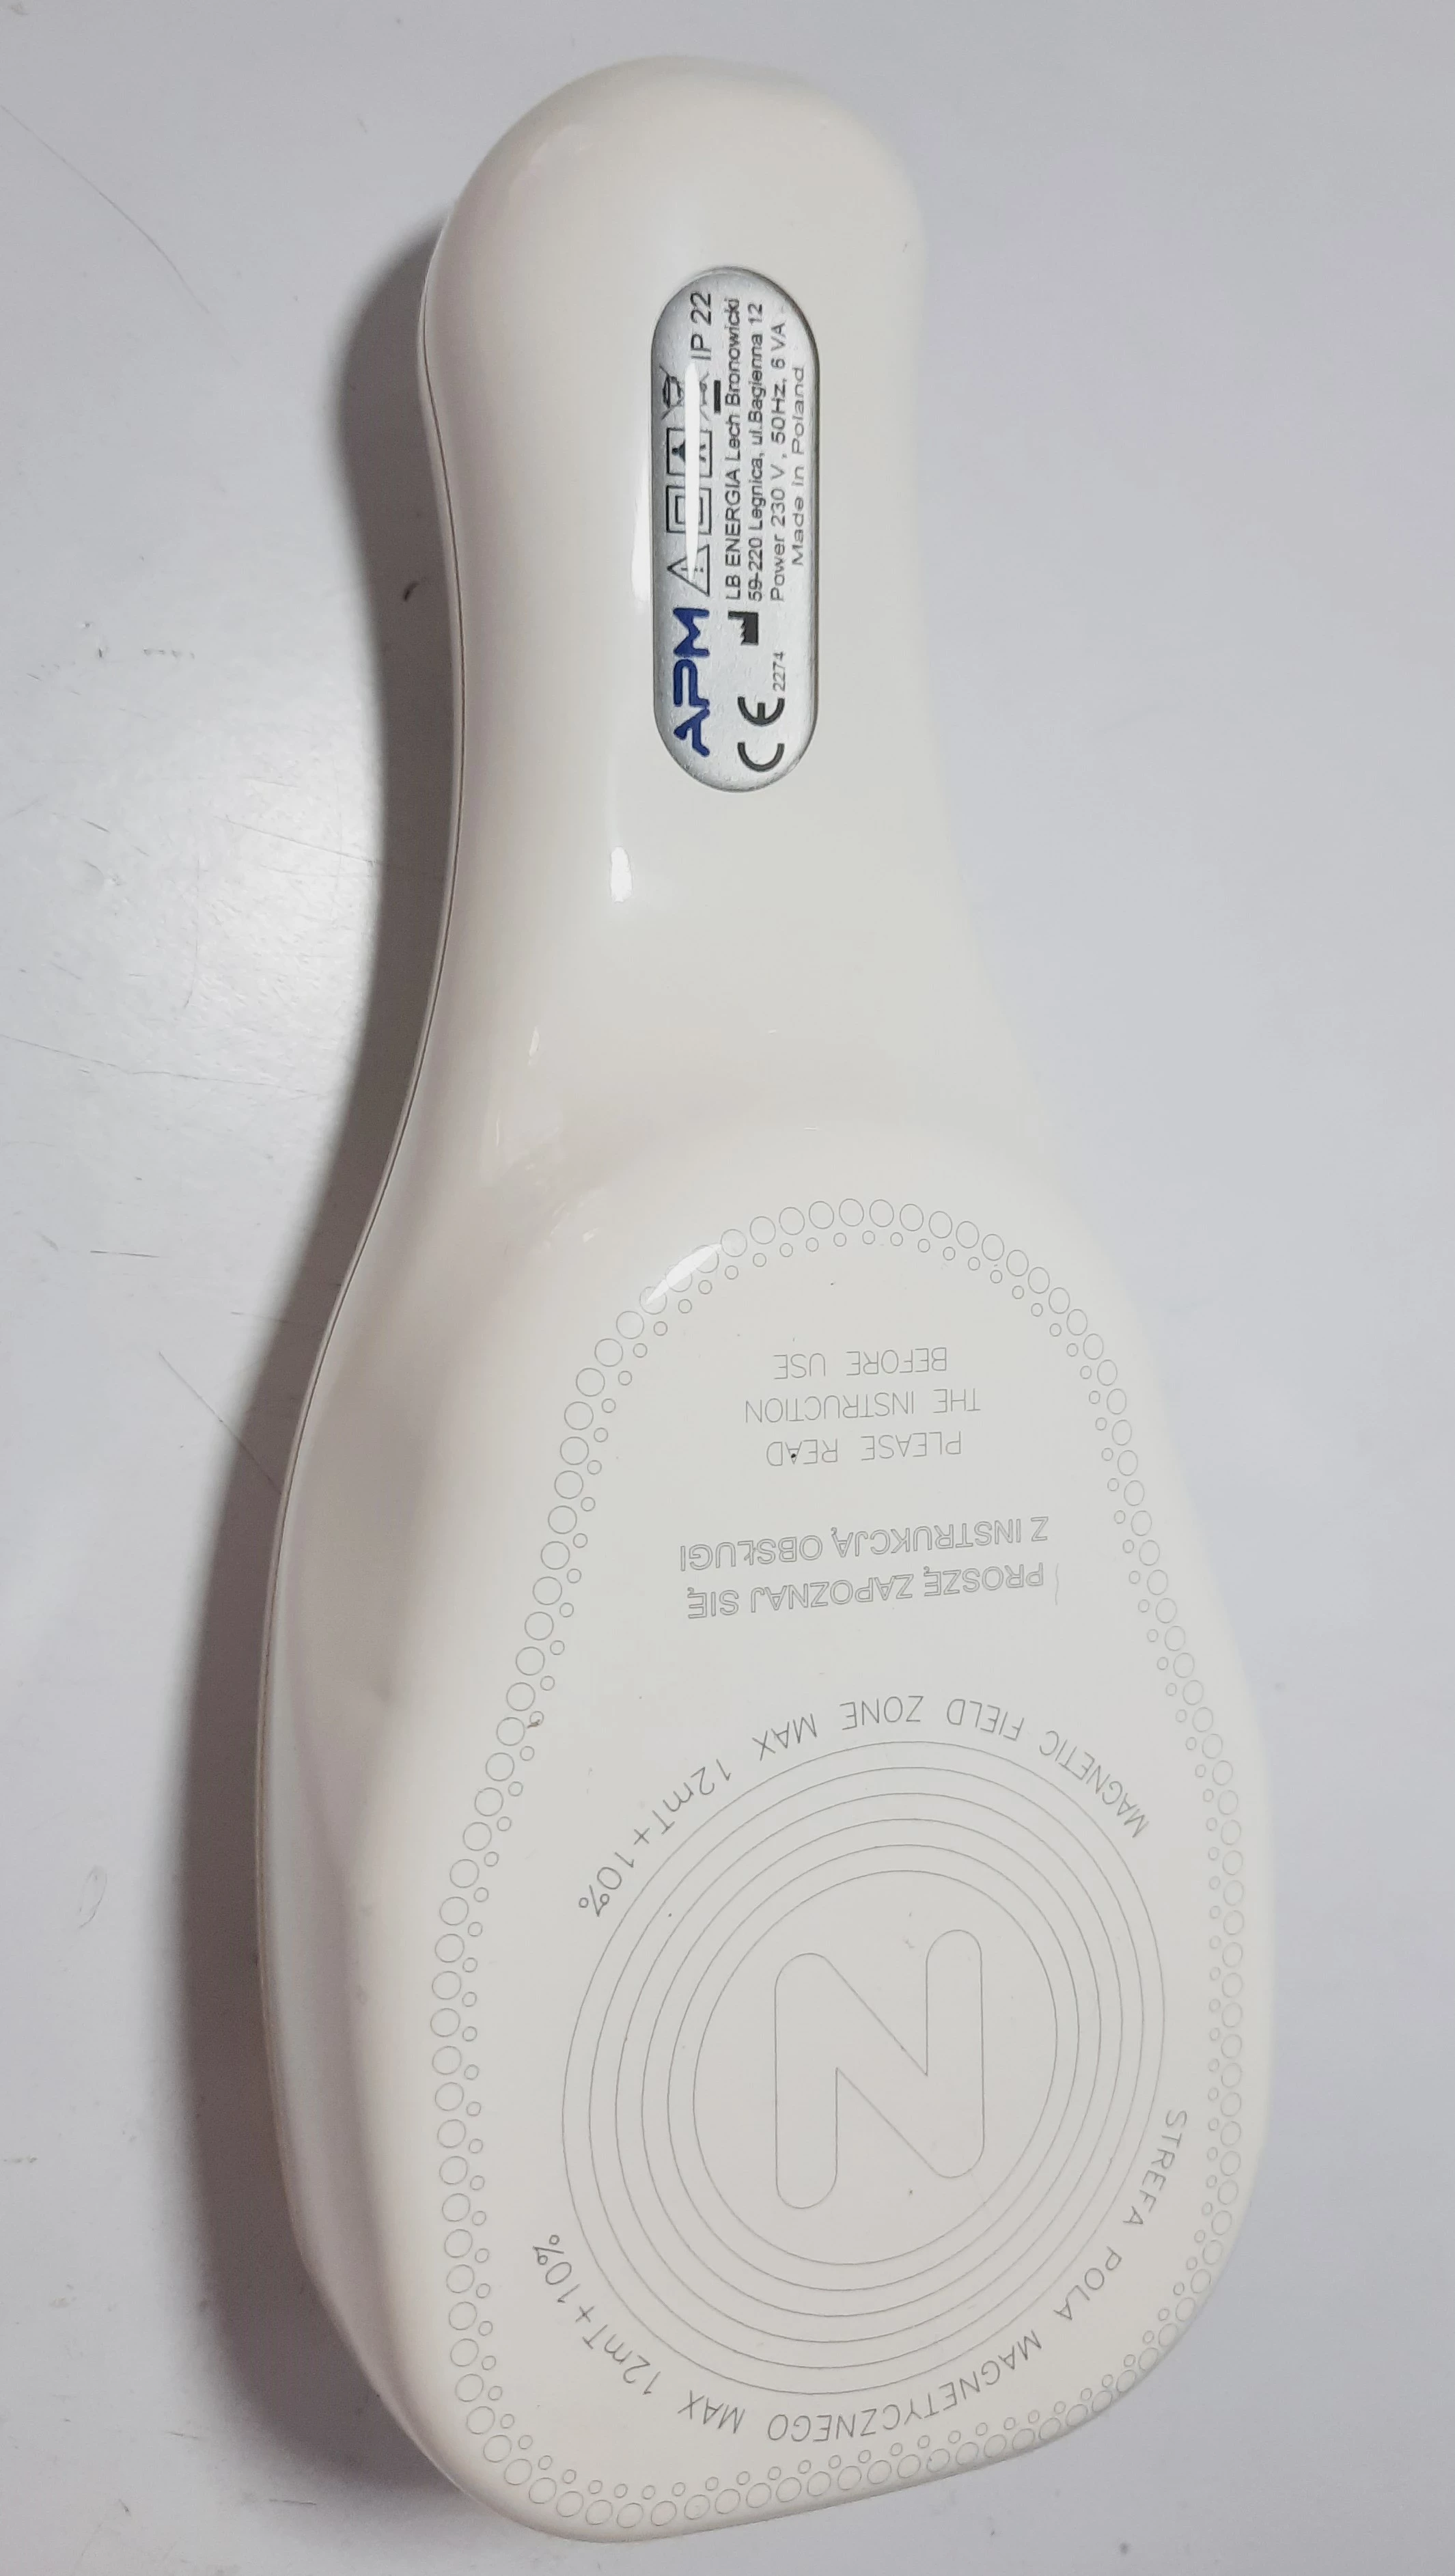 APM IP 22
LB ENERGIA Lech Bronowicki
59-220 Legnica, ul.Bagienna 12
Power 230 V, 50Hz, 6 VA
Made in Poland
CE 2274
PLEASE READ
THE INSTRUCTION
BEFORE USE
PROSZĘ ZAPOZNAJ SIĘ
Z INSTRUKCJĄ OBSŁUGI
MAGNETIC FIELD ZONE MAX 12mT+10%
N
STREFA POLA MAGNETYCZNEGO MAX 12mT+10%